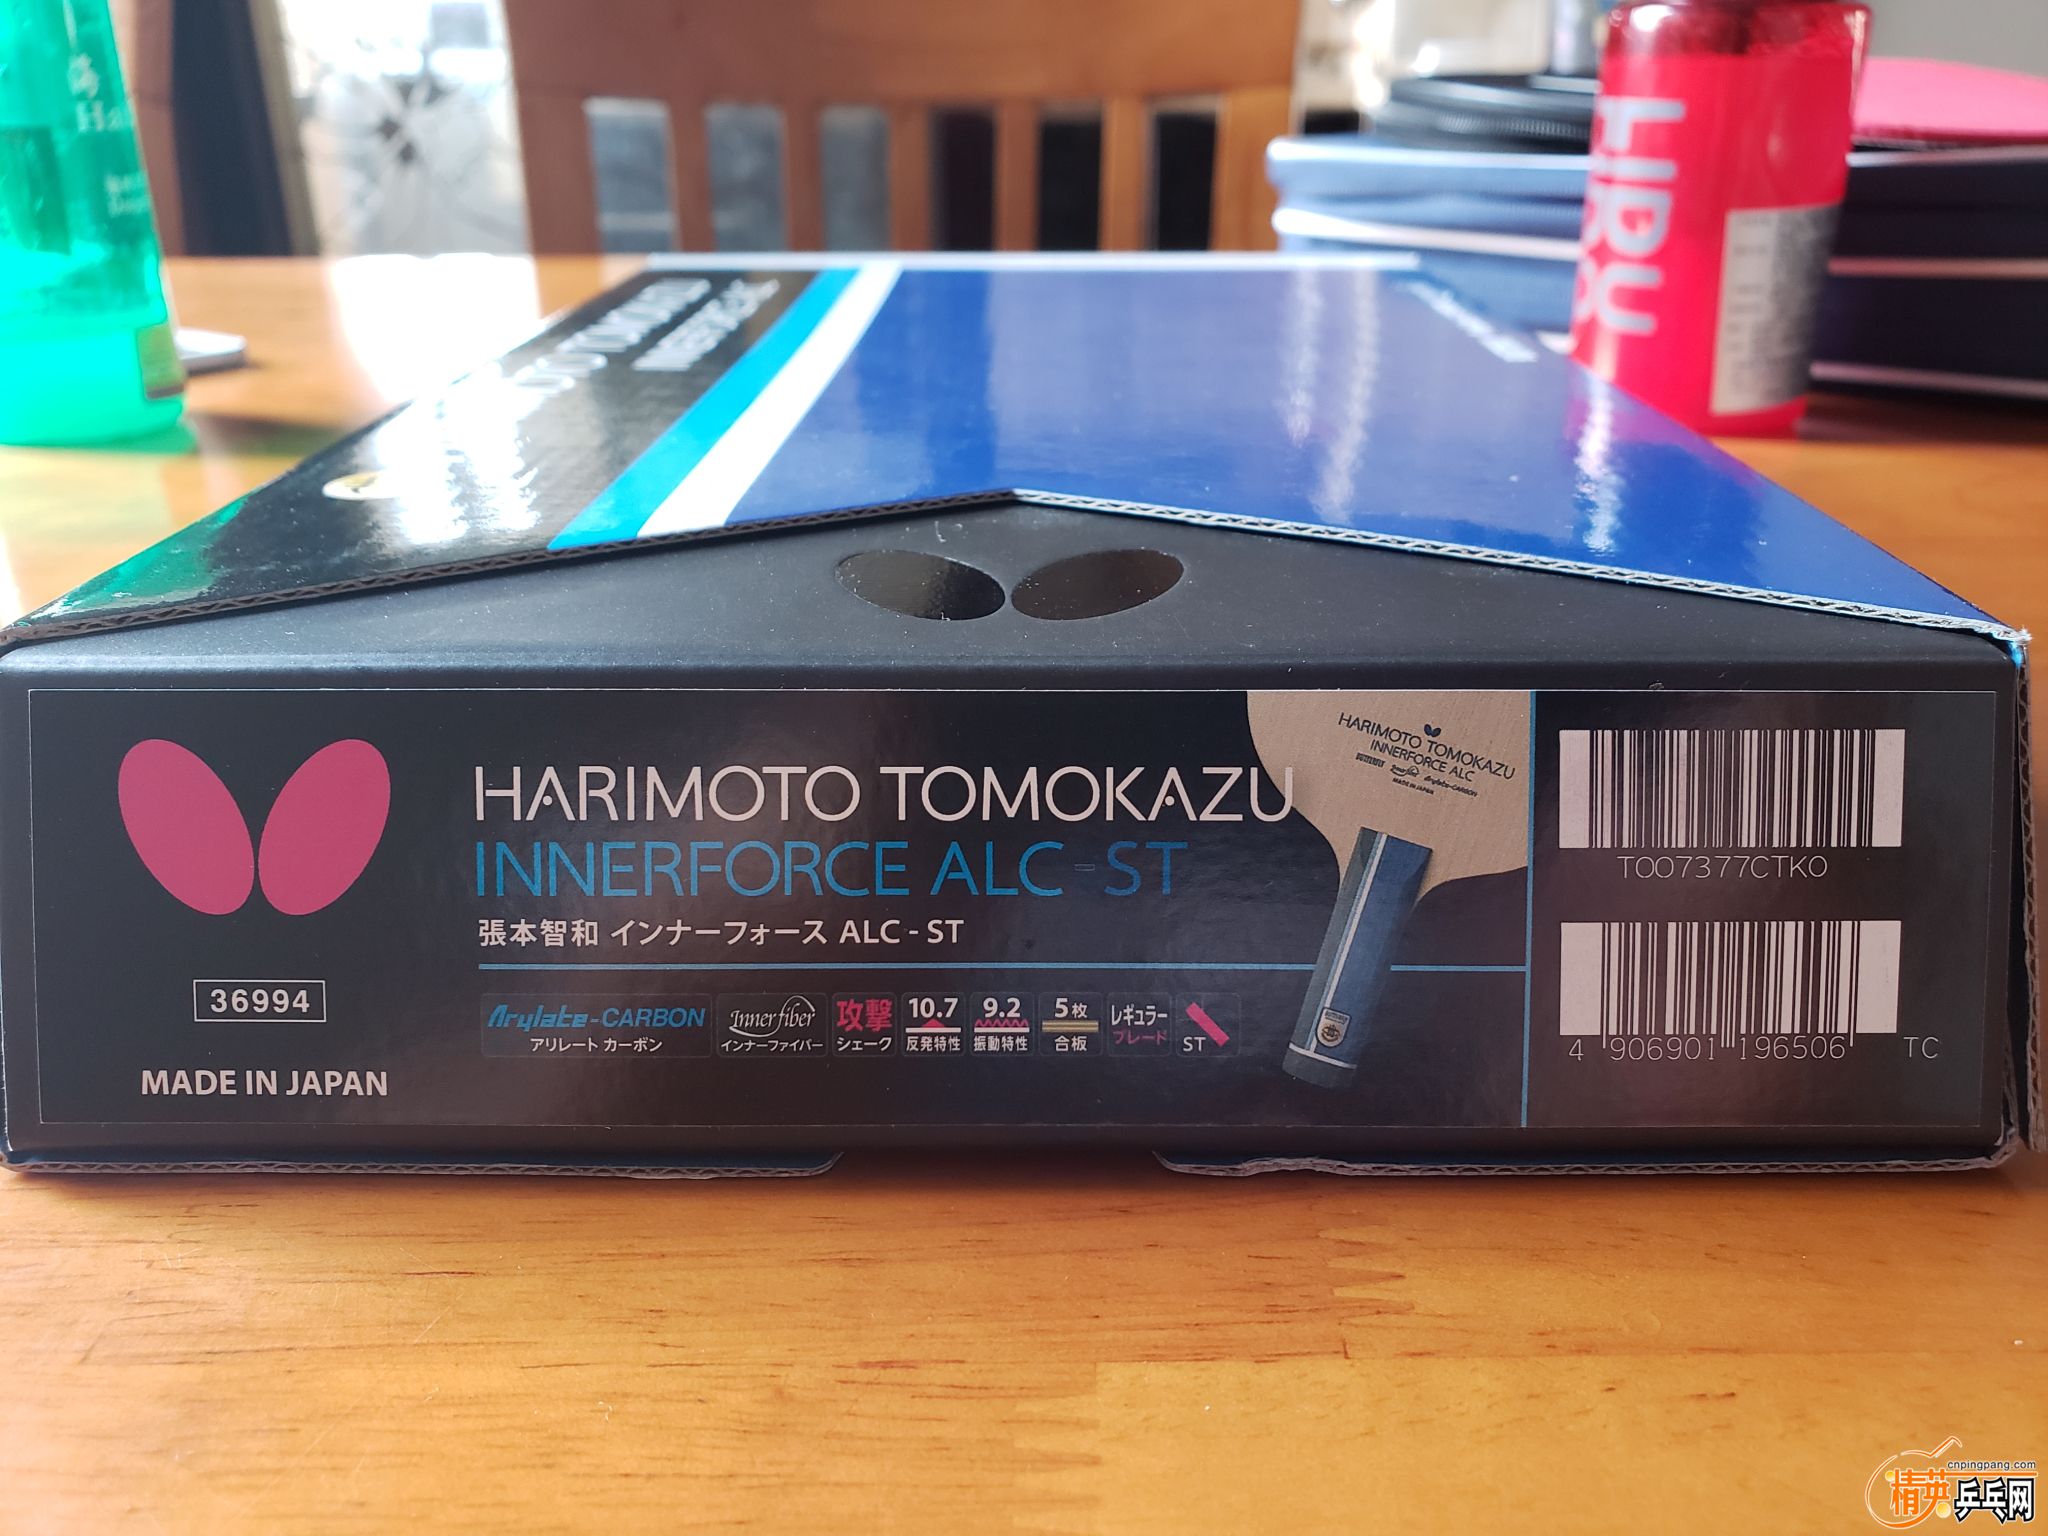 HARIMOTO TOMOKAZU
INNERFORCE ALC - ST
張本智和 インナーフォース ALC - ST
36994
MADE IN JAPAN
Arylate-CARBON
アリレート カーボン
Innerfiber
インナーファイバー
攻撃
シェーク
10.7
反発特性
9.2
振動特性
5枚
合板
レギュラー
ブレード
ST
HARIMOTO TOMOKAZU
INNERFORCE ALC
BUTTERFLY Innerfiber Arylate-CARBON
MADE IN JAPAN
T007377CTK0
4 906901 196506 TC
cnpingpang.com
精英乒乓网